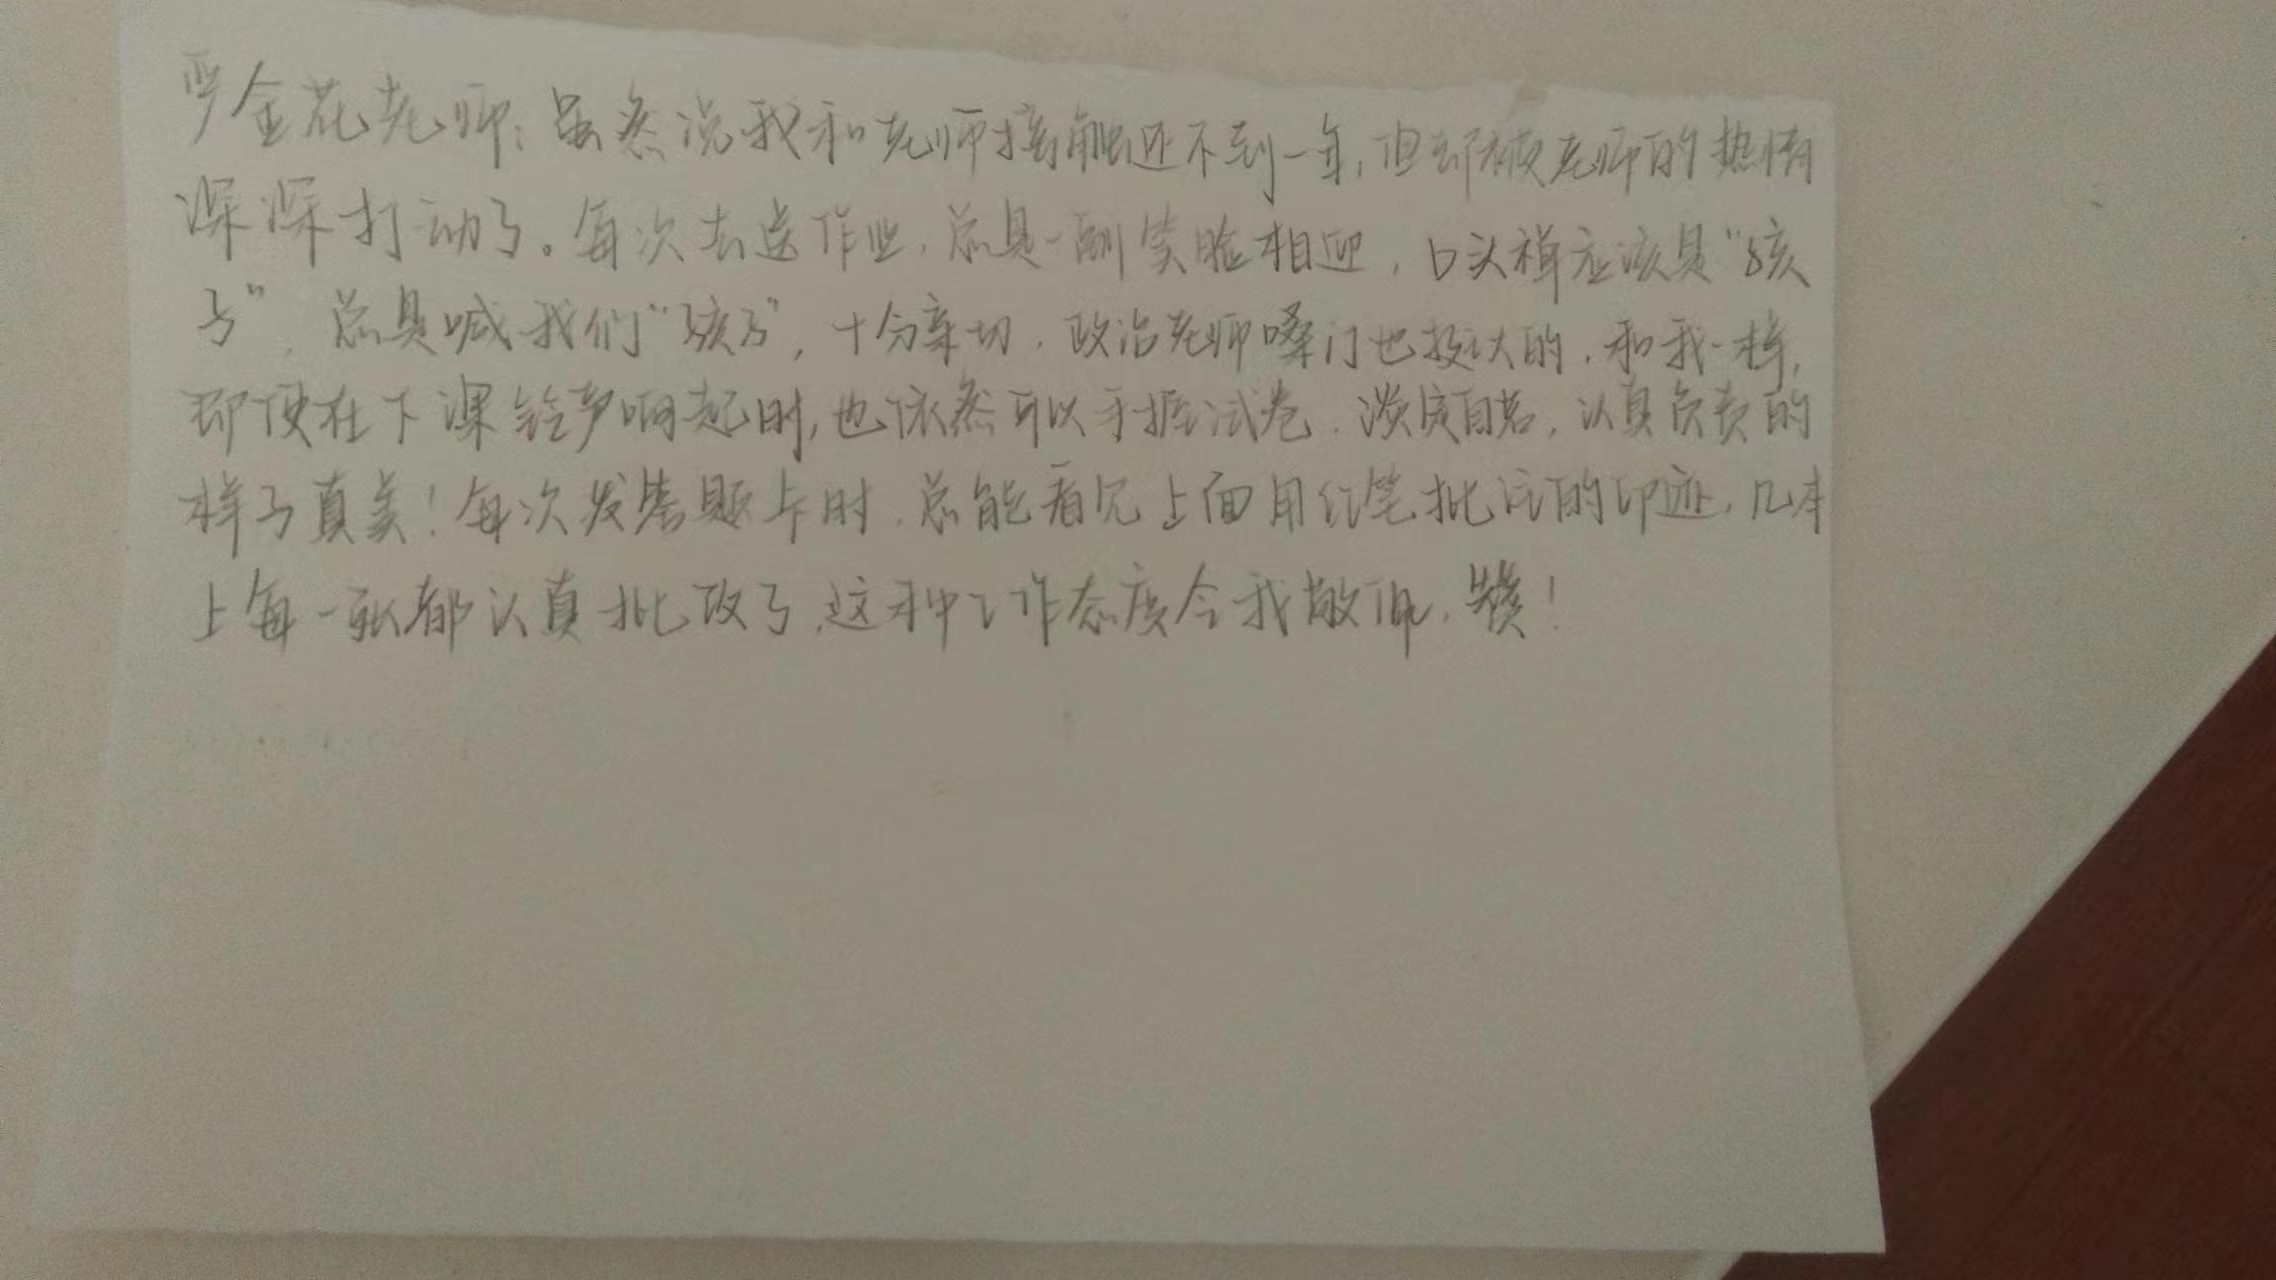 严金花老师：虽然说我和老师接触还不到一年，但却被老师的热情
深深打动了。每次去送作业，总是一副笑脸相迎，口头禅应该是“孩
子”，总是喊我们“孩子”，十分亲切，政治老师嗓门也挺大的，和我一样，
即便在下课铃声响起时，也依然可以手握试卷，淡定自若，认真负责的
样子真美！每次发答题卡时，总能看见上面用红笔批注的印迹，几本
上每一张都认真批改了，这种工作态度令我敬佩，赞！